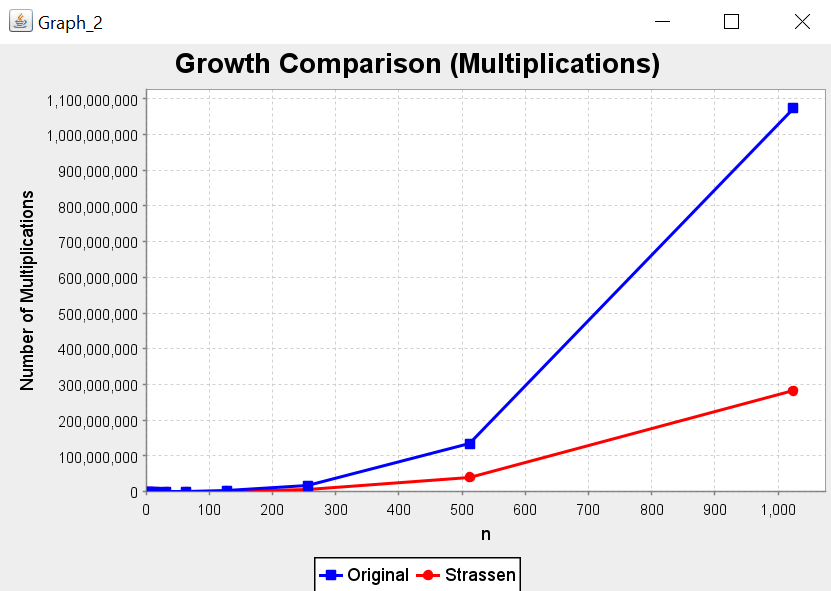 Graph_2
Growth Comparison (Multiplications)
Number of Multiplications
1,100,000,000
1,000,000,000
900,000,000
800,000,000
700,000,000
600,000,000
500,000,000
400,000,000
300,000,000
200,000,000
100,000,000
0
0 100 200 300 400 500 600 700 800 900 1,000
n
Original Strassen